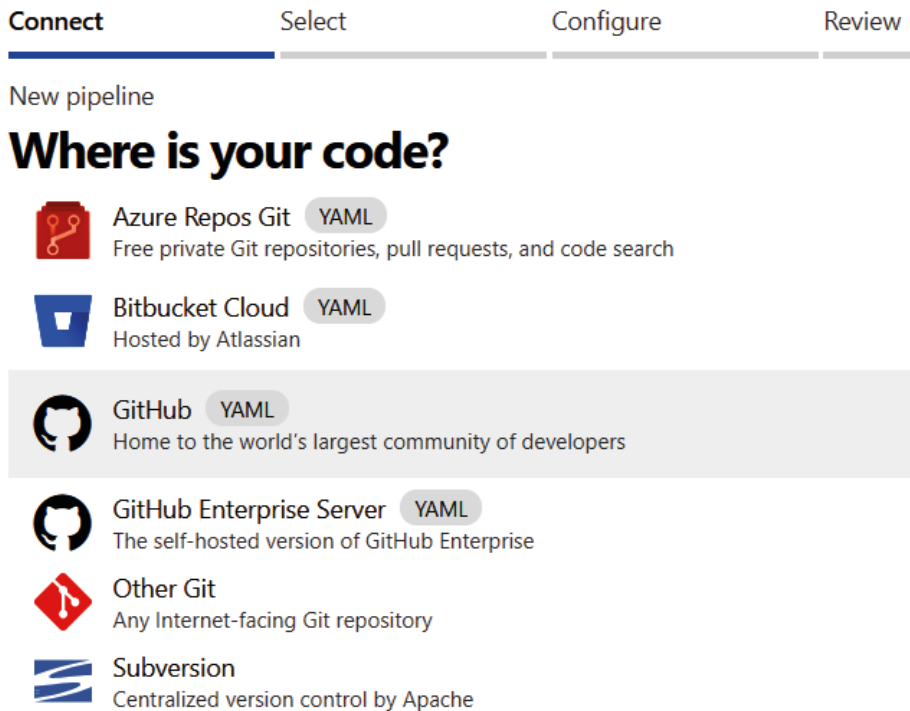 Connect Select Configure Review
New pipeline
Where is your code?
Azure Repos Git YAML
Free private Git repositories, pull requests, and code search
Bitbucket Cloud YAML
Hosted by Atlassian
GitHub YAML
Home to the world’s largest community of developers
GitHub Enterprise Server YAML
The self-hosted version of GitHub Enterprise
Other Git
Any Internet-facing Git repository
Subversion
Centralized version control by Apache